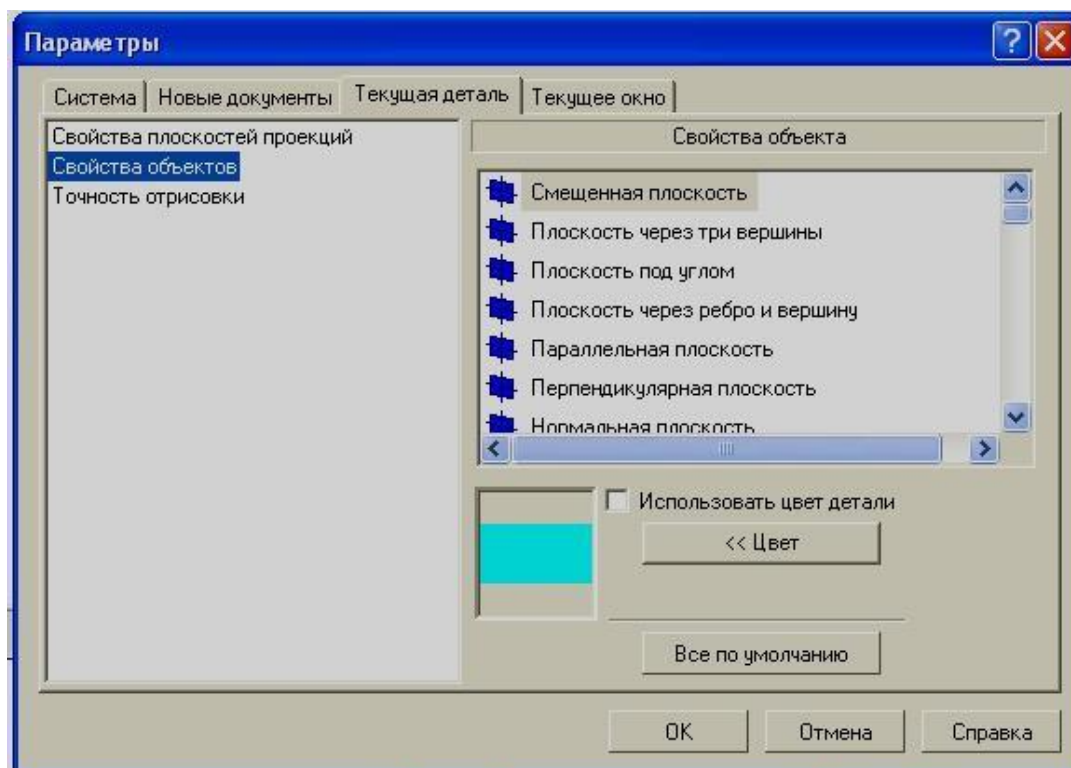 Параметры
Система Новые документы Текущая деталь Текущее окно
Свойства плоскостей проекций
Свойства объектов
Точность отрисовки
Свойства объекта
Смещенная плоскость
Плоскость через три вершины
Плоскость под углом
Плоскость через ребро и вершину
Параллельная плоскость
Перпендикулярная плоскость
Нормальная плоскость
Использовать цвет детали
<< Цвет
Все по умолчанию
OK Отмена Справка